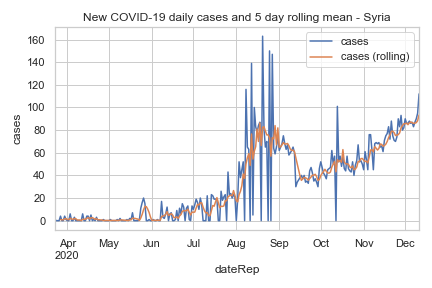 New COVID-19 daily cases and 5 day rolling mean - Syria
cases
cases (rolling)
160
140
120
100
80
60
40
20
0
cases
Apr May Jun Jul Aug Sep Oct Nov Dec
2020
dateRep